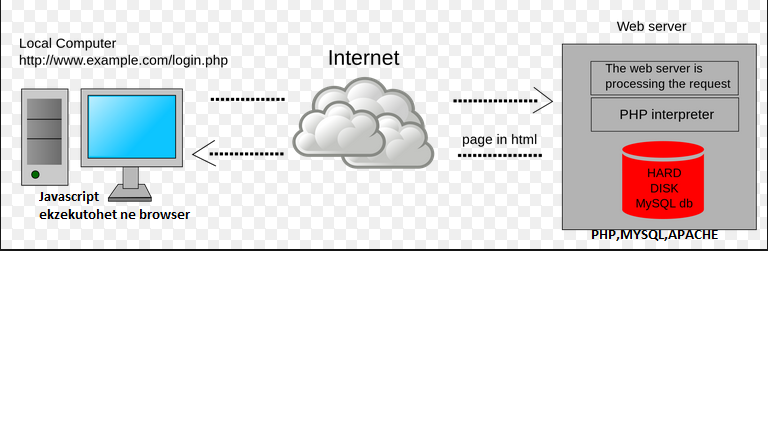 Local Computer
http://www.example.com/login.php
Internet
Web server
The web server is
processing the request
PHP interpreter
page in html
HARD
DISK
MySQL db
Javascript
ekzekutohet ne browser
PHP,MYSQL,APACHE